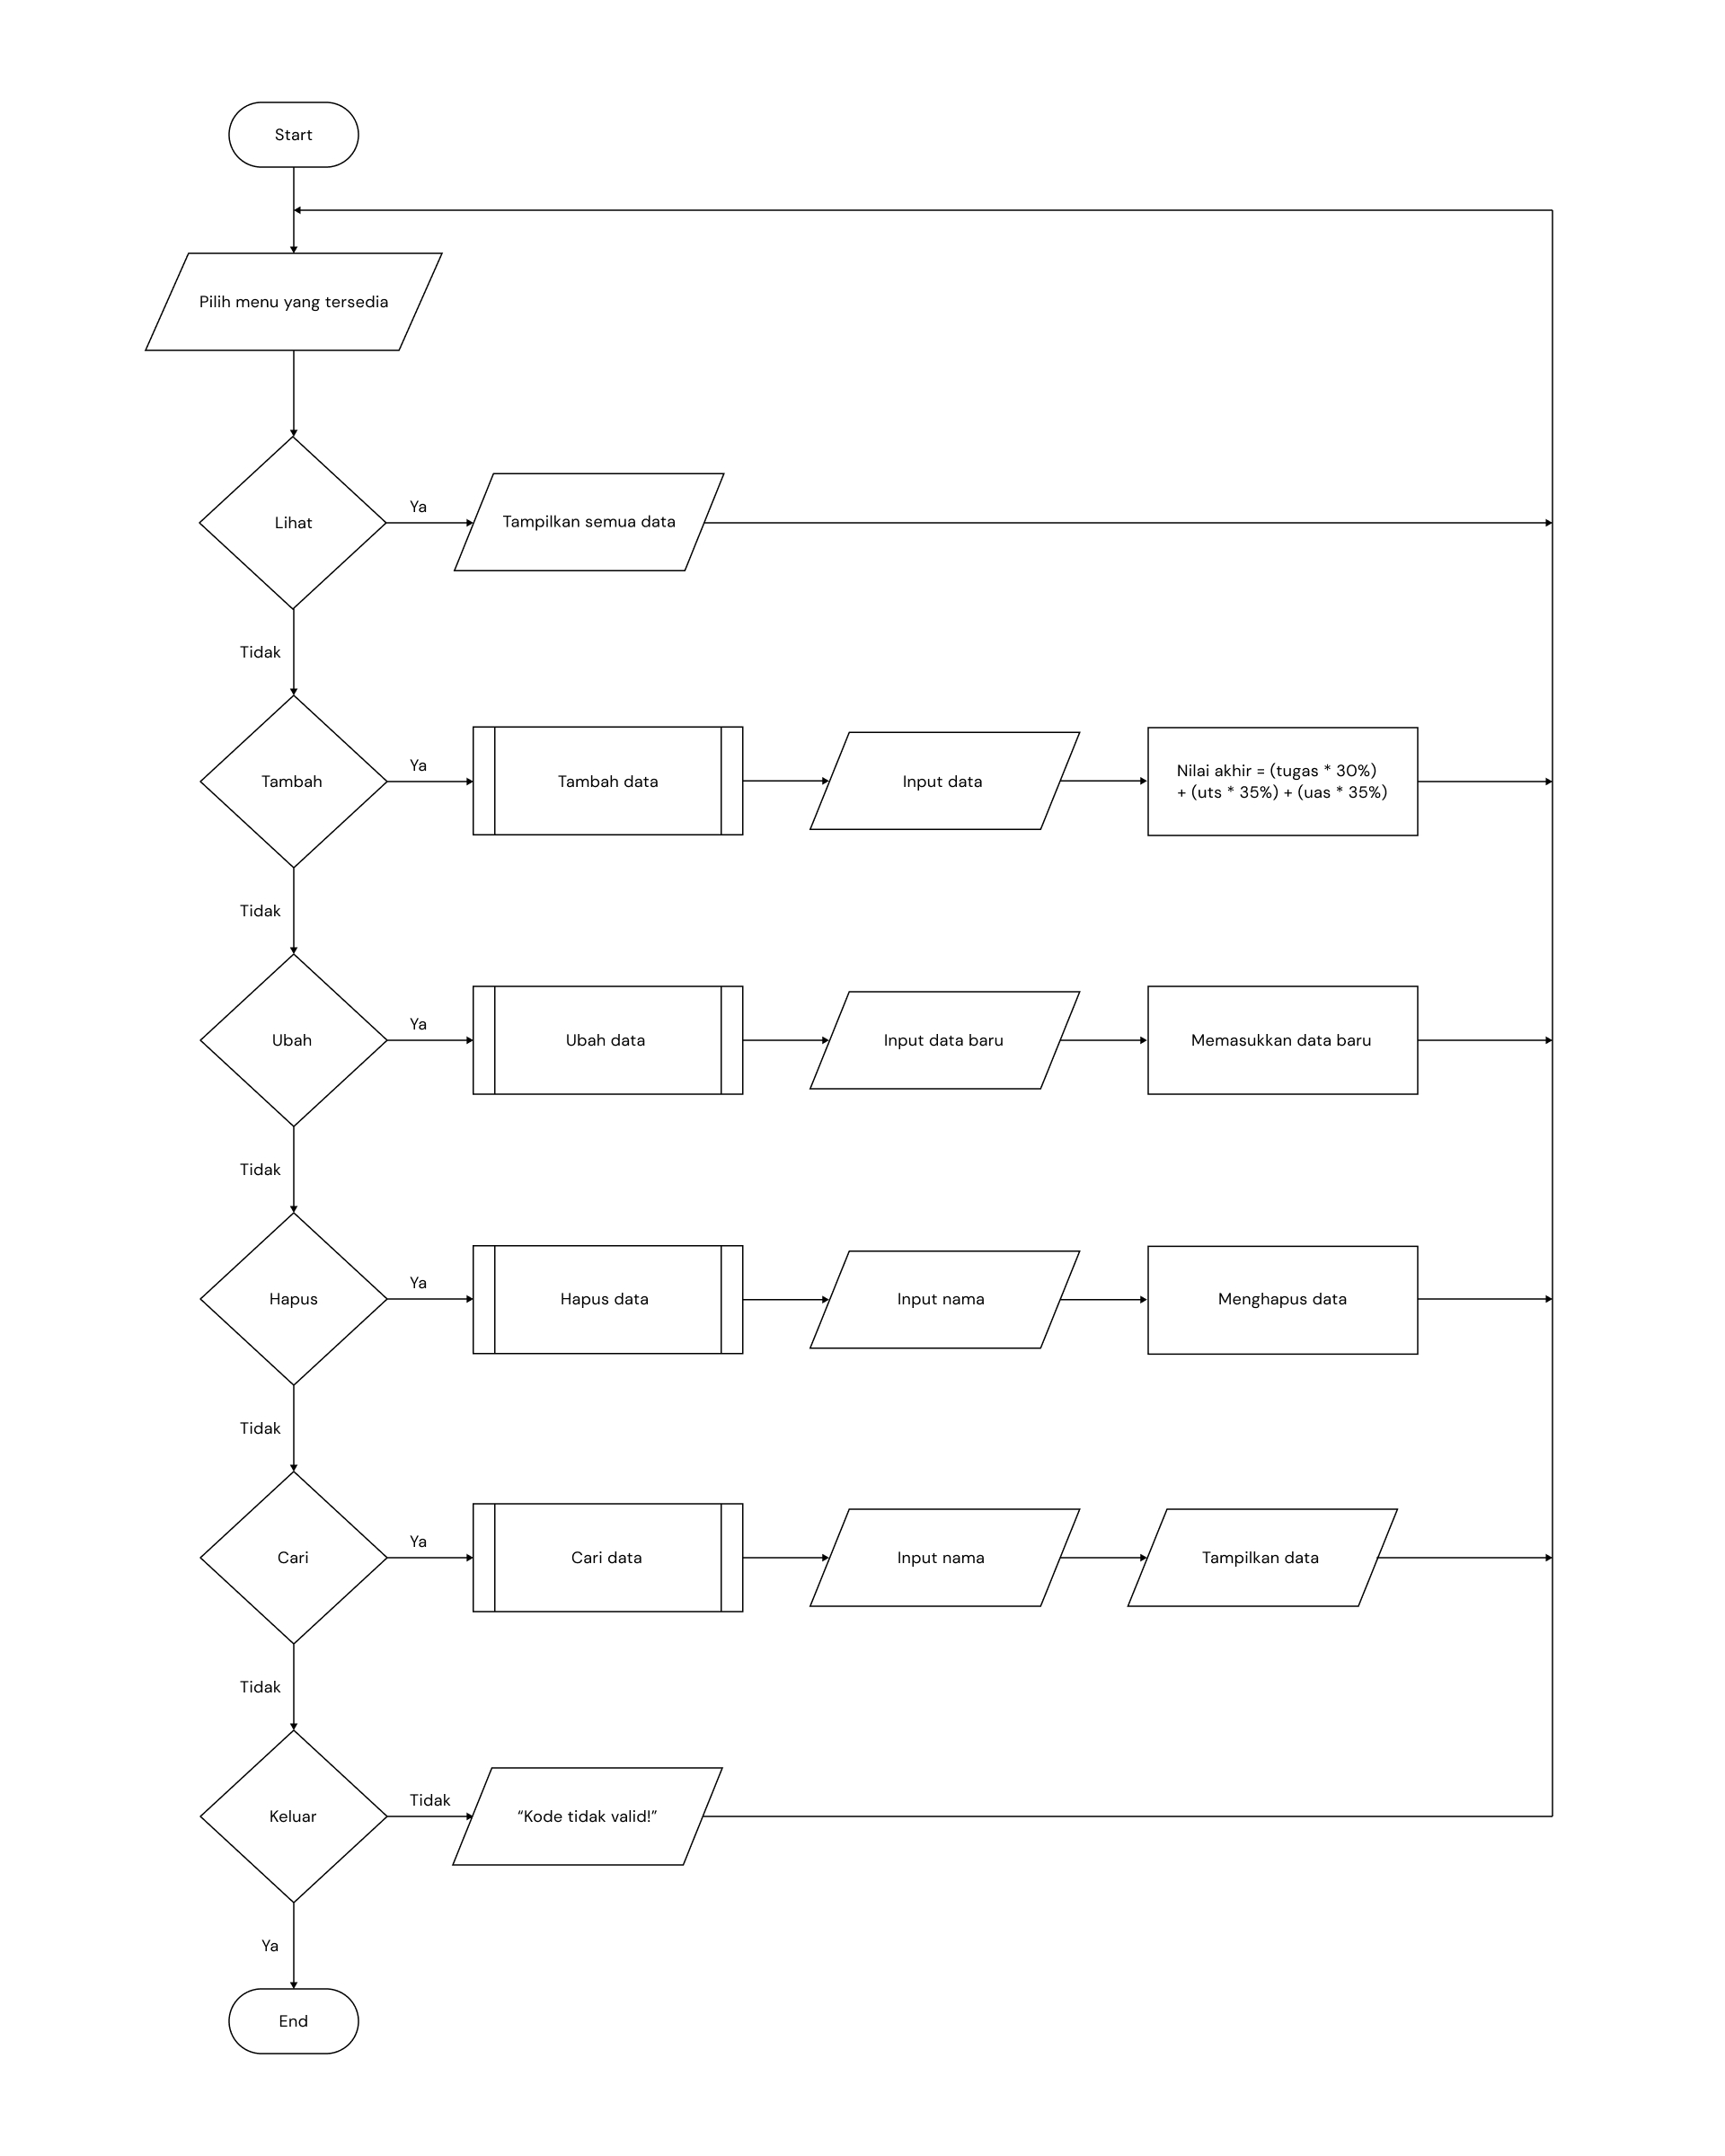 Start
Pilih menu yang tersedia
Lihat
Ya
Tampilkan semua data
Tidak
Tambah
Ya
Tambah data
Input data
Nilai akhir = (tugas * 30%)
+ (uts * 35%) + (uas * 35%)
Tidak
Ubah
Ya
Ubah data
Input data baru
Memasukkan data baru
Tidak
Hapus
Ya
Hapus data
Input nama
Menghapus data
Tidak
Cari
Ya
Cari data
Input nama
Tampilkan data
Tidak
Keluar
Tidak
“Kode tidak valid!”
Ya
End